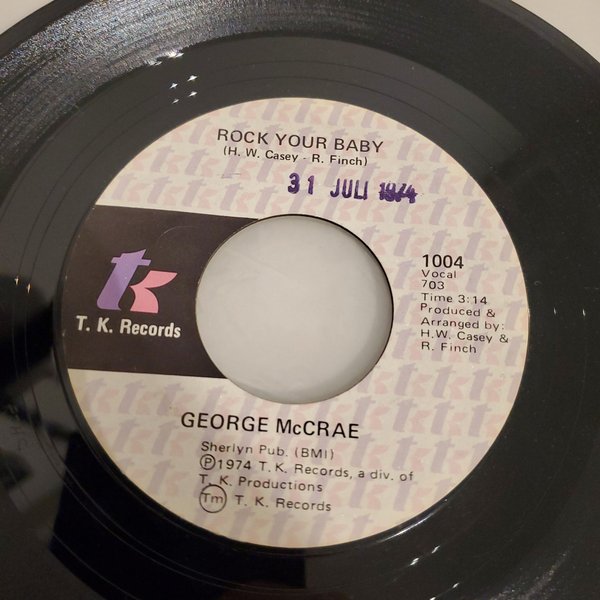 ROCK YOUR BABY
(H. W. Casey - R. Finch)
31 JULI 1974
tk
T. K. Records
1004
Vocal
703
Time 3:14
Produced &
Arranged by:
H.W. Casey &
R. Finch
GEORGE McCRAE
Sherlyn Pub. (BMI)
Ⓟ1974 T. K. Records, a div. of
T. K. Productions
Tm T. K. Records